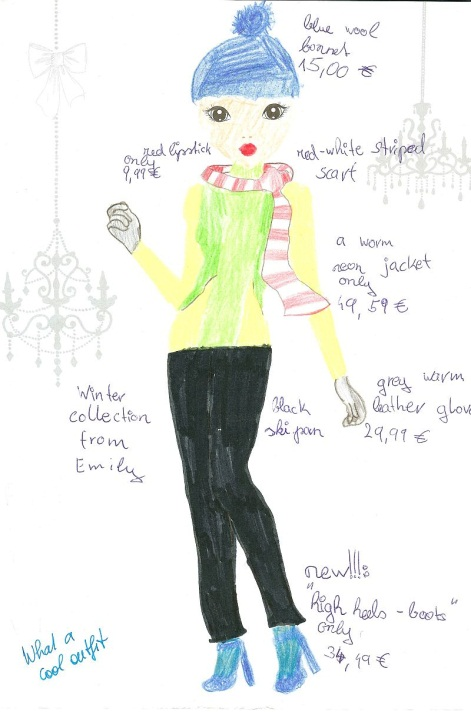 blue wool
bonnet
15,00 €
red lipstick
only
9,99 €
red-white striped
scarf
a worm
neon jacket
only
49,59 €
grey warm
leather glove
29,99 €
Winter
collection
from
Emily
black
ski pan
new!!!
"high heels - boots"
only
34,49 €
What a
cool outfit